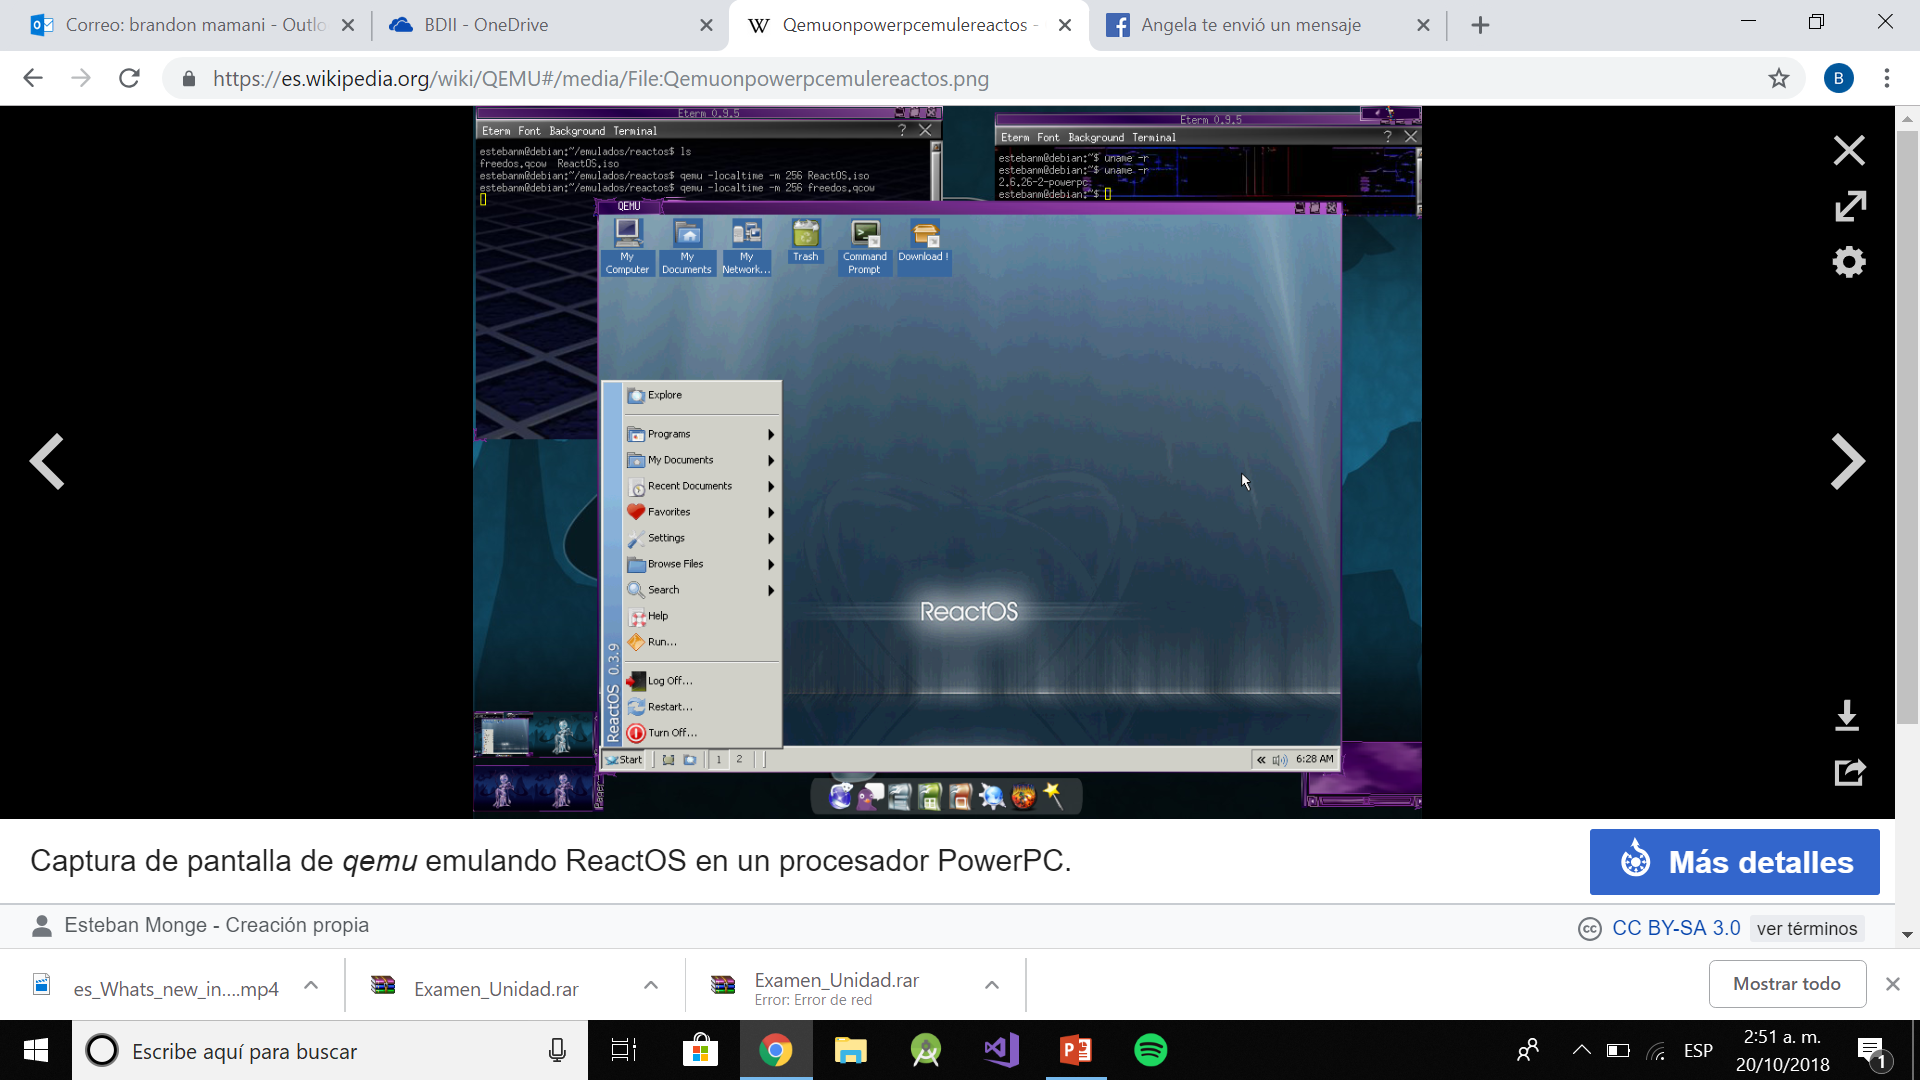 Correo: brandon mamani - Outlo
BDII - OneDrive
Qemuonpowerpcemulereactos -
Angela te envió un mensaje
https://es.wikipedia.org/wiki/QEMU#/media/File:Qemuonpowerpcemulereactos.png
B
Eterm 0.9.5
Eterm Font Background Terminal
estebanm@debian:~/emulados/reactos$ ls
freedos.qcow ReactOS.iso
estebanm@debian:~/emulados/reactos$ qemu -localtime -m 256 ReactOS.iso
estebanm@debian:~/emulados/reactos$ qemu -localtime -m 256 freedos.qcow
Eterm 0.9.5
Eterm Font Background Terminal
estebanm@debian:~$ uname -r
estebanm@debian:~$ uname -r
2.6.26-2-powerpc
estebanm@debian:~$
QEMU
My Computer
My Documents
My Network...
Trash
Command Prompt
Download !
Explore
Programs
My Documents
Recent Documents
Favorites
Settings
Browse Files
Search
Help
Run...
Log Off...
Restart...
Turn Off...
ReactOS 0.3.9
ReactOS
Start
1
2
« 6:28 AM
Pager
Captura de pantalla de qemu emulando ReactOS en un procesador PowerPC.
Más detalles
Esteban Monge - Creación propia
cc CC BY-SA 3.0 ver términos
es_Whats_new_in....mp4
Examen_Unidad.rar
Examen_Unidad.rar
Error: Error de red
Mostrar todo
Escribe aquí para buscar
ESP
2:51 a. m.
20/10/2018
1